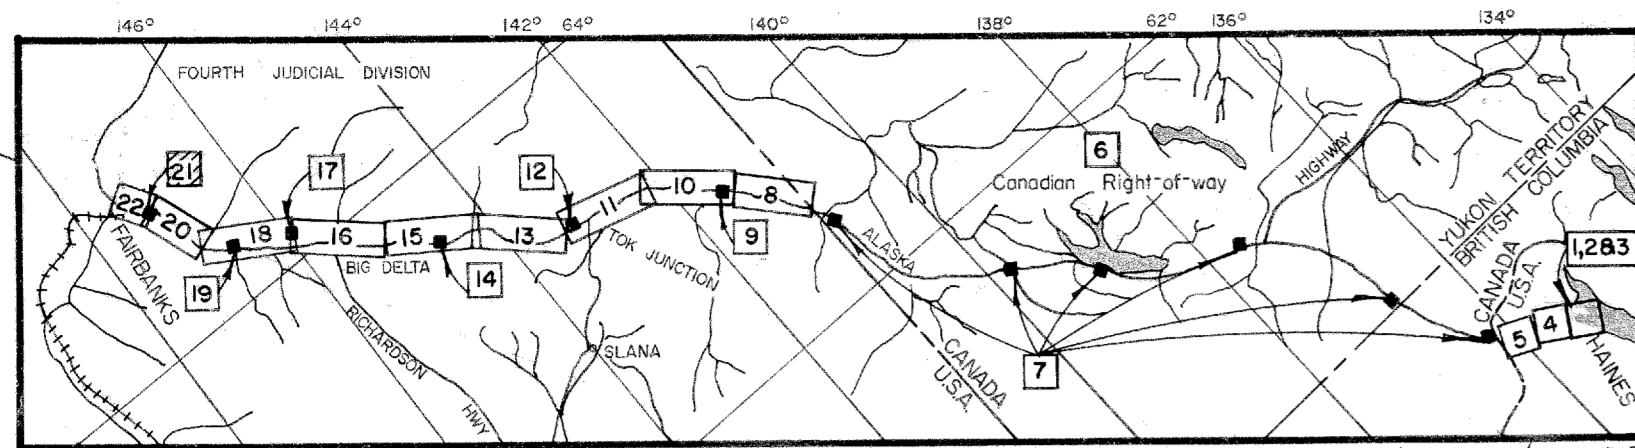 146° 144° 142° 64° 140° 138° 62° 136° 134°
FOURTH JUDICIAL DIVISION
21
17
12
6
Canadian Right-of-way
HIGHWAY
YUKON TERRITORY
BRITISH COLUMBIA
22
20
18
16
15
13
11
10
8
9
19
14
7
5
4
1,2&3
FAIRBANKS
BIG DELTA
TOK JUNCTION
ALASKA
RICHARDSON
HWY
SLANA
CANADA
U.S.A.
CANADA
U.S.A.
HAINES